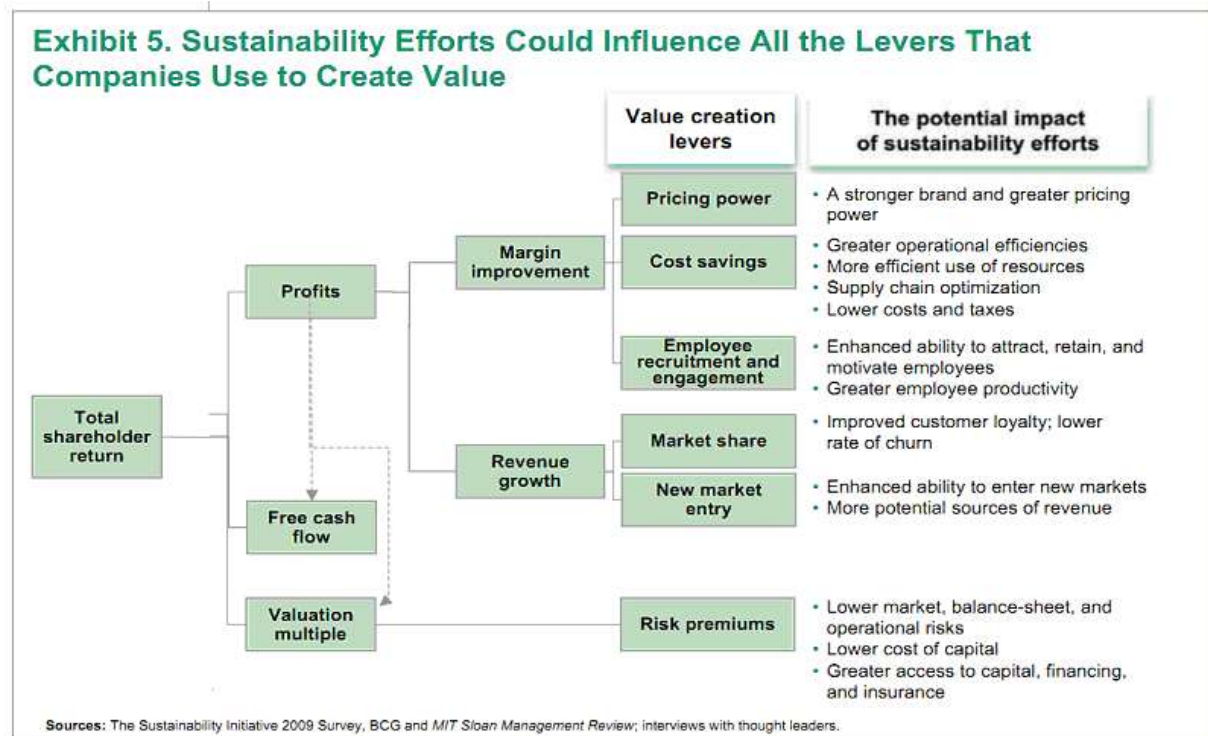 Exhibit 5. Sustainability Efforts Could Influence All the Levers That
Companies Use to Create Value
Value creation
levers
The potential impact
of sustainability efforts
Total
shareholder
return
Profits
Free cash
flow
Valuation
multiple
Margin
improvement
Revenue
growth
Pricing power
• A stronger brand and greater pricing
power
Cost savings
• Greater operational efficiencies
• More efficient use of resources
• Supply chain optimization
• Lower costs and taxes
Employee
recruitment and
engagement
• Enhanced ability to attract, retain, and
motivate employees
• Greater employee productivity
Market share
• Improved customer loyalty; lower
rate of churn
New market
entry
• Enhanced ability to enter new markets
• More potential sources of revenue
Risk premiums
• Lower market, balance-sheet, and
operational risks
• Lower cost of capital
• Greater access to capital, financing,
and insurance
Sources: The Sustainability Initiative 2009 Survey, BCG and MIT Sloan Management Review; interviews with thought leaders.